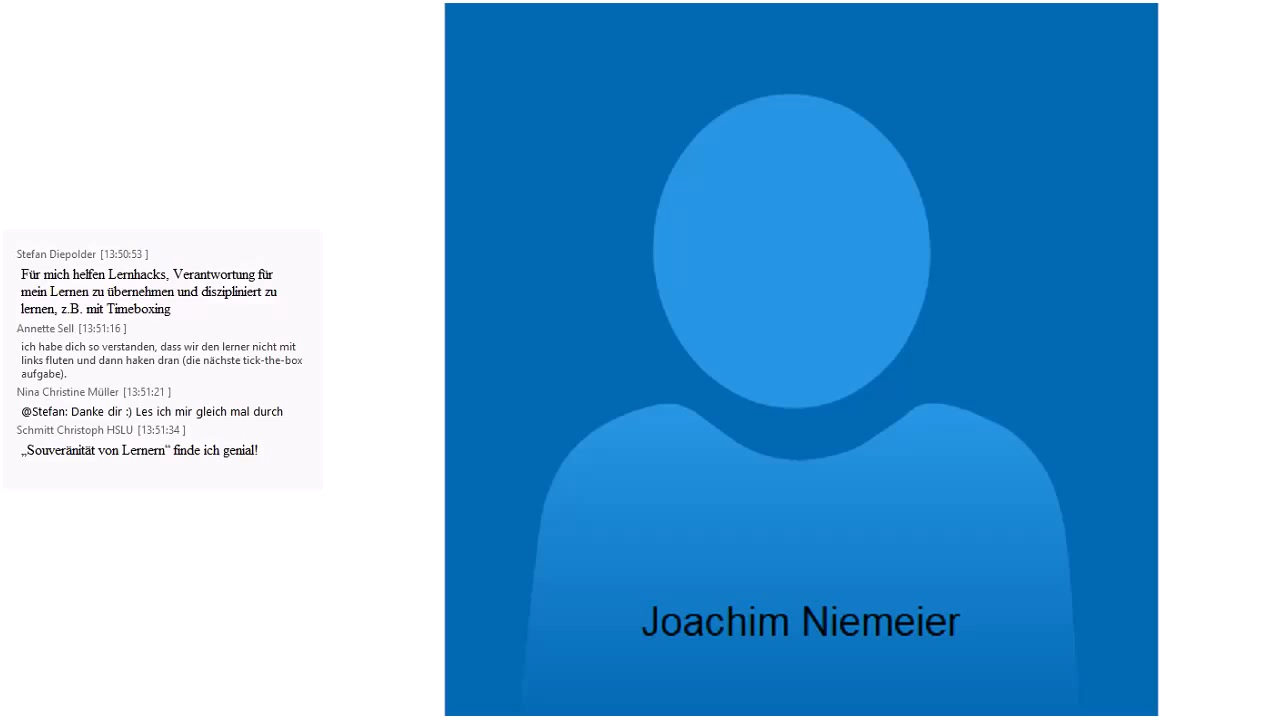 Stefan Diepolder [13:50:53 ]
Für mich helfen Lernhacks, Verantwortung für
mein Lernen zu übernehmen und diszipliniert zu
lernen, z.B. mit Timeboxing
Annette Sell [13:51:16 ]
ich habe dich so verstanden, dass wir den lerner nicht mit
links fluten und dann haken dran (die nächste tick-the-box
aufgabe).
Nina Christine Müller [13:51:21 ]
@Stefan: Danke dir :) Les ich mir gleich mal durch
Schmitt Christoph HSLU [13:51:34 ]
„Souveränität von Lernern“ finde ich genial!
Joachim Niemeier